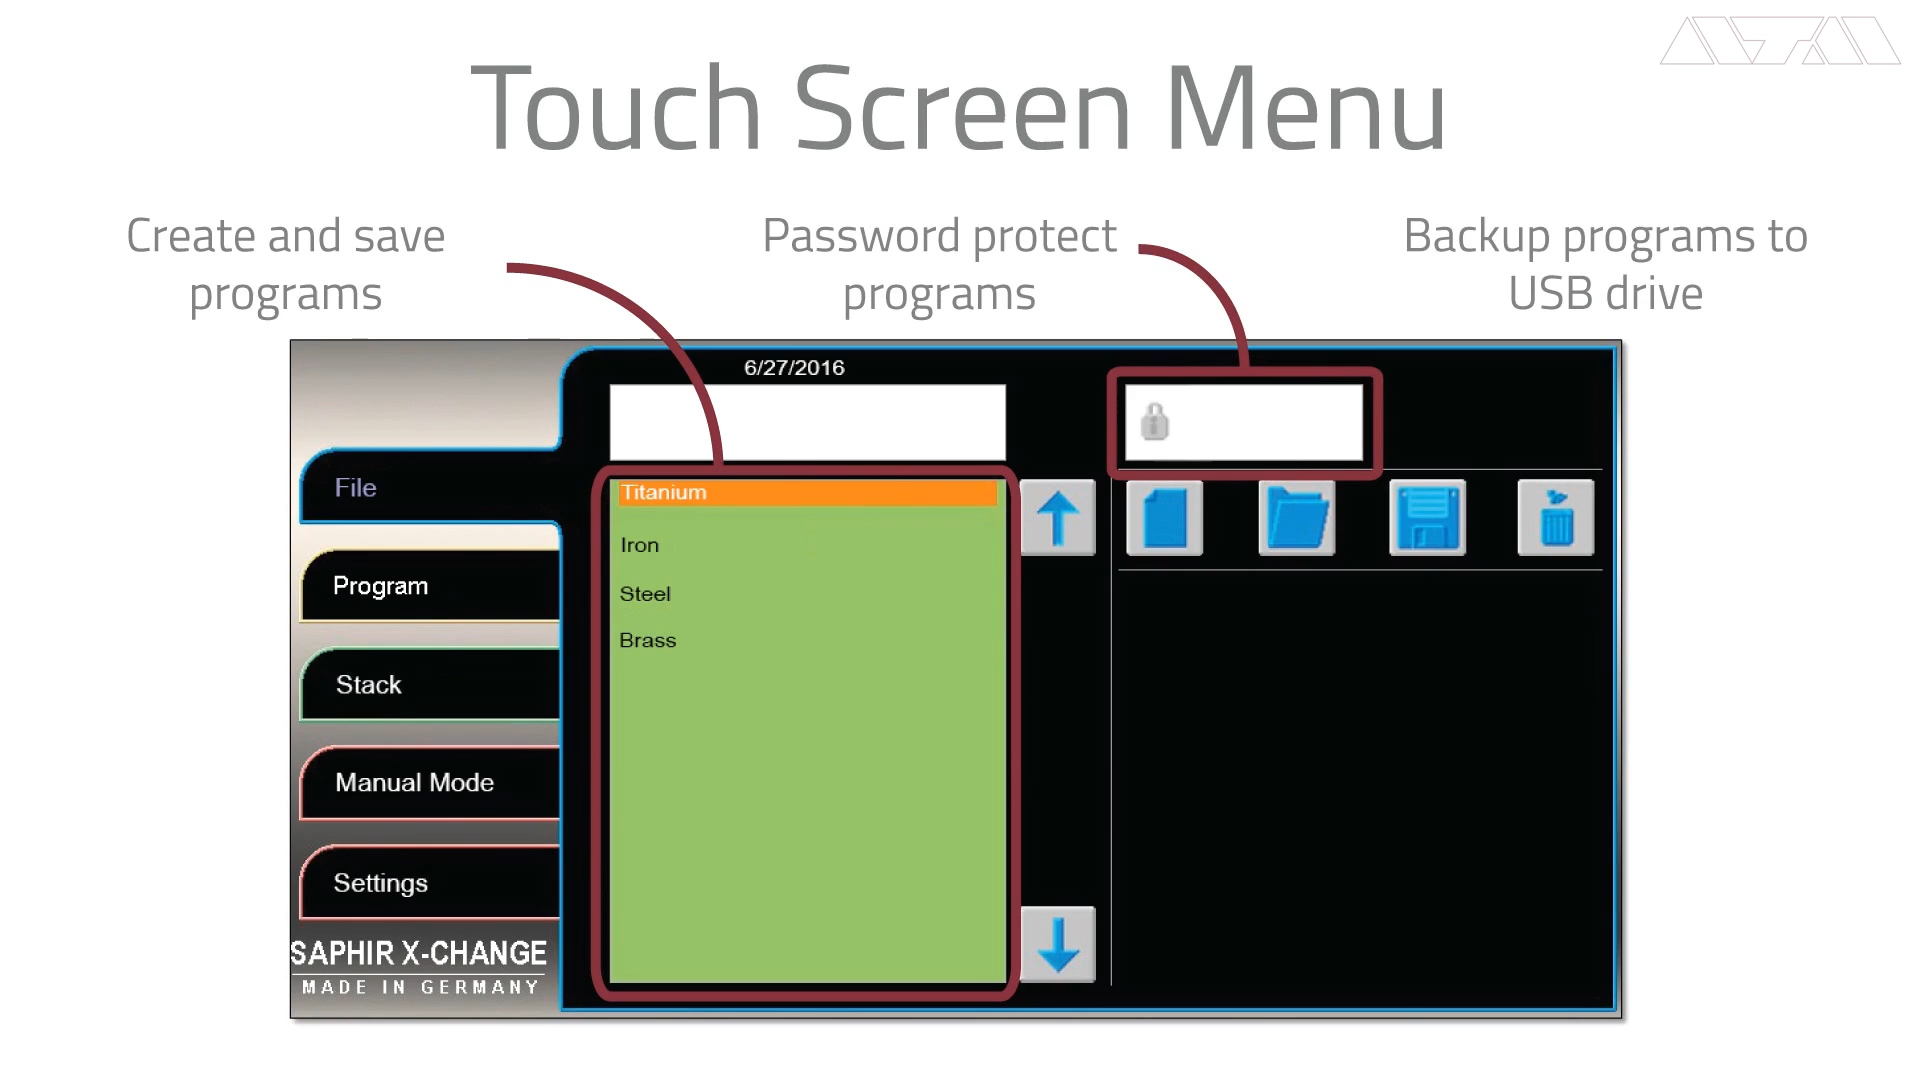 ALTAI
Touch Screen Menu
Create and save
programs
Password protect
programs
Backup programs to
USB drive
6/27/2016
File
Program
Stack
Manual Mode
Settings
SAPHIR X-CHANGE
MADE IN GERMANY
Titanium
Iron
Steel
Brass